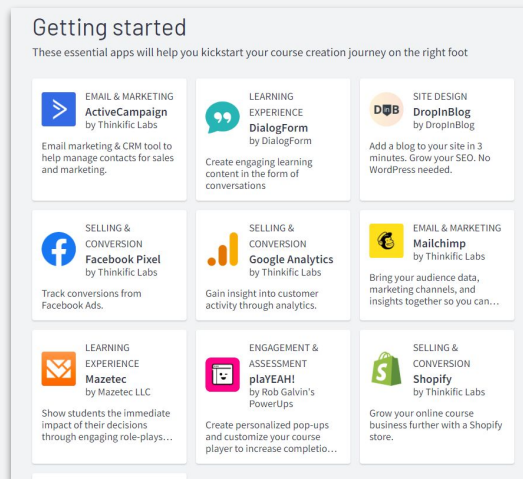 Getting started
These essential apps will help you kickstart your course creation journey on the right foot
EMAIL & MARKETING
ActiveCampaign
by Thinkific Labs
Email marketing & CRM tool to
help manage contacts for sales
and marketing.
LEARNING
EXPERIENCE
DialogForm
by DialogForm
Create engaging learning
content in the form of
conversations
D B
SITE DESIGN
DropInBlog
by DropInBlog
Add a blog to your site in 3
minutes. Grow your SEO. No
WordPress needed.
SELLING &
CONVERSION
Facebook Pixel
by Thinkific Labs
Track conversions from
Facebook Ads.
SELLING &
CONVERSION
Google Analytics
by Thinkific Labs
Gain insight into customer
activity through analytics.
EMAIL & MARKETING
Mailchimp
by Thinkific Labs
Bring your audience data,
marketing channels, and
insights together so you can…
LEARNING
EXPERIENCE
Mazetec
by Mazetec LLC
Show students the immediate
impact of their decisions
through engaging role-plays…
ENGAGEMENT &
ASSESSMENT
plaYEAH!
by Rob Galvin's
PowerUps
Create personalized pop-ups
and customize your course
player to increase completio…
SELLING &
CONVERSION
Shopify
by Thinkific Labs
Grow your online course
business further with a Shopify
store.